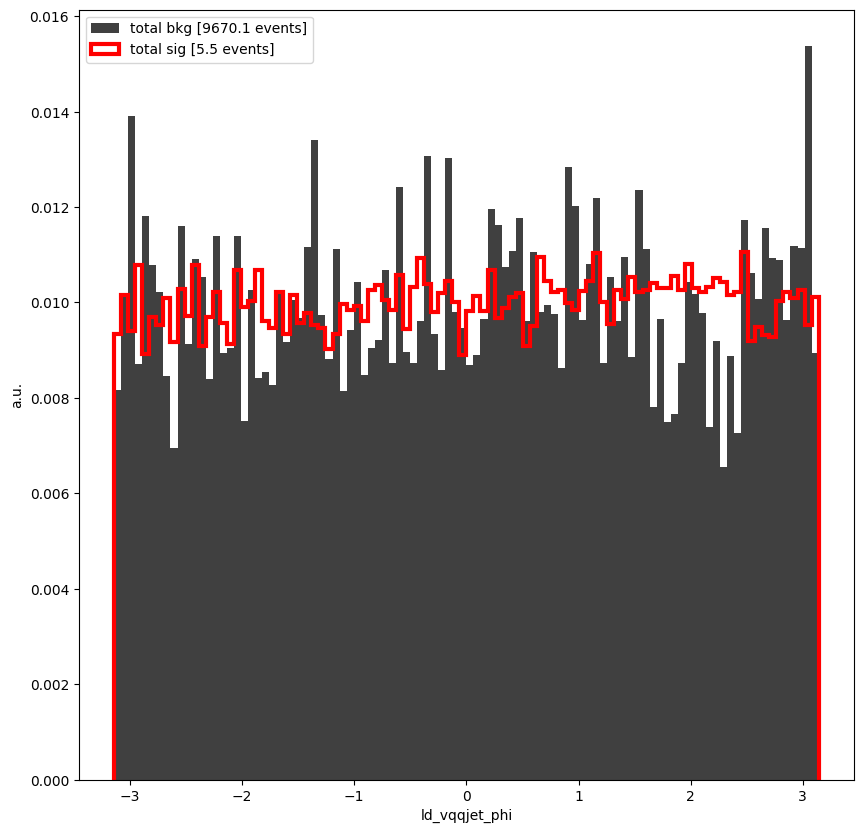 total bkg [9670.1 events]
total sig [5.5 events]
0.016
0.014
0.012
0.010
0.008
0.006
0.004
0.002
0.000
a.u.
−3 −2 −1 0 1 2 3
ld_vqqjet_phi